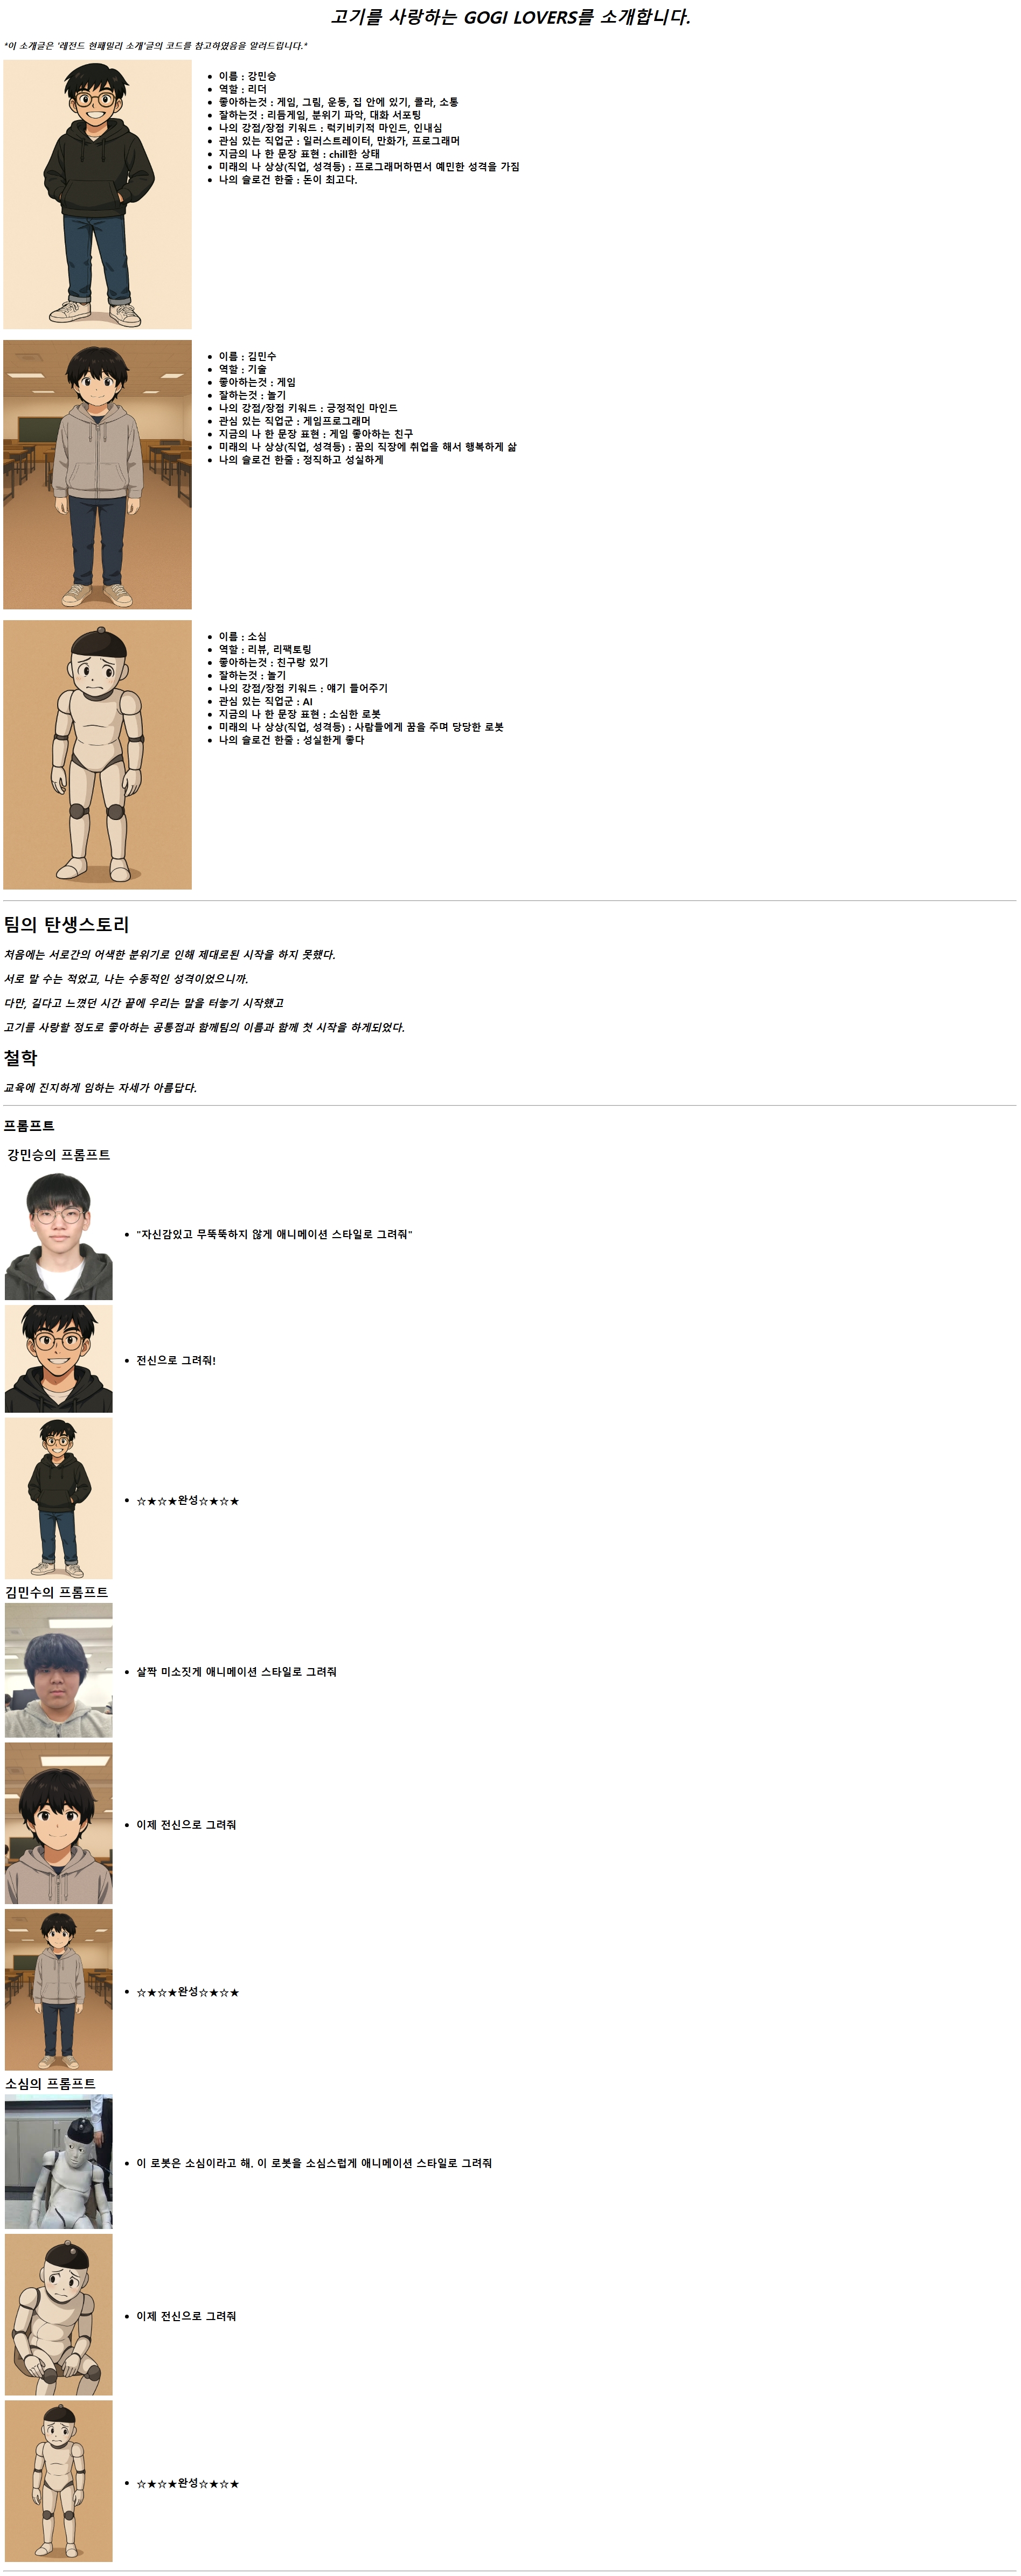 고기를 사랑하는 GOGI LOVERS를 소개합니다.
*이 소개글은 '레전드 현패밀리 소개'글의 코드를 참고하였음을 알려드립니다.*
이름 : 강민승
역할 : 리더
좋아하는것 : 게임, 그림, 운동, 집 안에 있기, 콜라, 소통
잘하는것 : 리듬게임, 분위기 파악, 대화 서포팅
나의 강점/장점 키워드 : 럭키비키적 마인드, 인내심
관심 있는 직업군 : 일러스트레이터, 만화가, 프로그래머
지금의 나 한 문장 표현 : chill한 상태
미래의 나 상상(직업, 성격등) : 프로그래머하면서 예민한 성격을 가짐
나의 슬로건 한줄 : 돈이 최고다.
이름 : 김민수
역할 : 기술
좋아하는것 : 게임
잘하는것 : 놀기
나의 강점/장점 키워드 : 긍정적인 마인드
관심 있는 직업군 : 게임프로그래머
지금의 나 한 문장 표현 : 게임 좋아하는 친구
미래의 나 상상(직업, 성격등) : 꿈의 직장에 취업을 해서 행복하게 삶
나의 슬로건 한줄 : 정직하고 성실하게
이름 : 소심
역할 : 리뷰, 리팩토링
좋아하는것 : 친구랑 있기
잘하는것 : 놀기
나의 강점/장점 키워드 : 얘기 들어주기
관심 있는 직업군 : AI
지금의 나 한 문장 표현 : 소심한 로봇
미래의 나 상상(직업, 성격등) : 사람들에게 꿈을 주며 당당한 로봇
나의 슬로건 한줄 : 성실한게 좋다
팀의 탄생스토리
처음에는 서로간의 어색한 분위기로 인해 제대로된 시작을 하지 못했다.
서로 말 수는 적었고, 나는 수동적인 성격이었으니까.
다만, 길다고 느꼈던 시간 끝에 우리는 말을 터놓기 시작했고
고기를 사랑할 정도로 좋아하는 공통점과 함께팀의 이름과 함께 첫 시작을 하게되었다.
철학
교육에 진지하게 임하는 자세가 아름답다.
프롬프트
강민승의 프롬프트
"자신감있고 무뚝뚝하지 않게 애니메이션 스타일로 그려줘"
전신으로 그려줘!
☆★☆★완성☆★☆★
김민수의 프롬프트
살짝 미소짓게 애니메이션 스타일로 그려줘
이제 전신으로 그려줘
☆★☆★완성☆★☆★
소심의 프롬프트
이 로봇은 소심이라고 해. 이 로봇을 소심스럽게 애니메이션 스타일로 그려줘
이제 전신으로 그려줘
☆★☆★완성☆★☆★